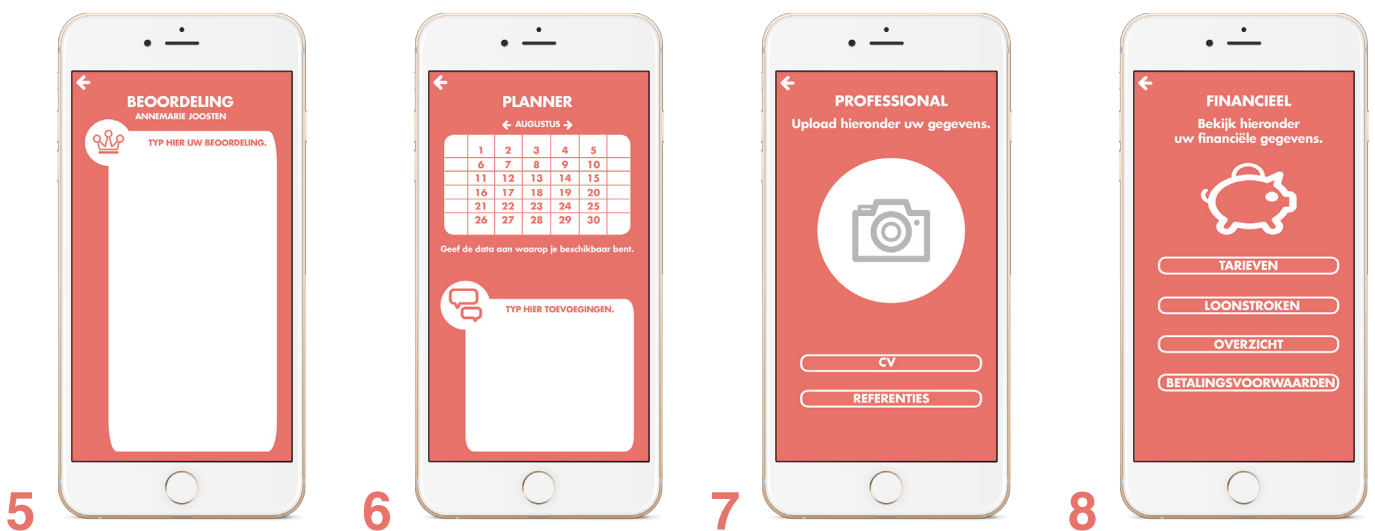 BEOORDELING
ANNEMARIE JOOSTEN
TYP HIER UW BEOORDELING.
5
PLANNER
AUGUSTUS
1 2 3 4 5
6 7 8 9 10
11 12 13 14 15
16 17 18 19 20
21 22 23 24 25
26 27 28 29 30
Geef de data aan waarop je beschikbaar bent.
TYP HIER TOEVOEGINGEN.
6
PROFESSIONAL
Upload hieronder uw gegevens.
CV
REFERENTIES
7
FINANCIEEL
Bekijk hieronder
uw financiële gegevens.
TARIEVEN
LOONSTROKEN
OVERZICHT
BETALINGSVOORWAARDEN
8